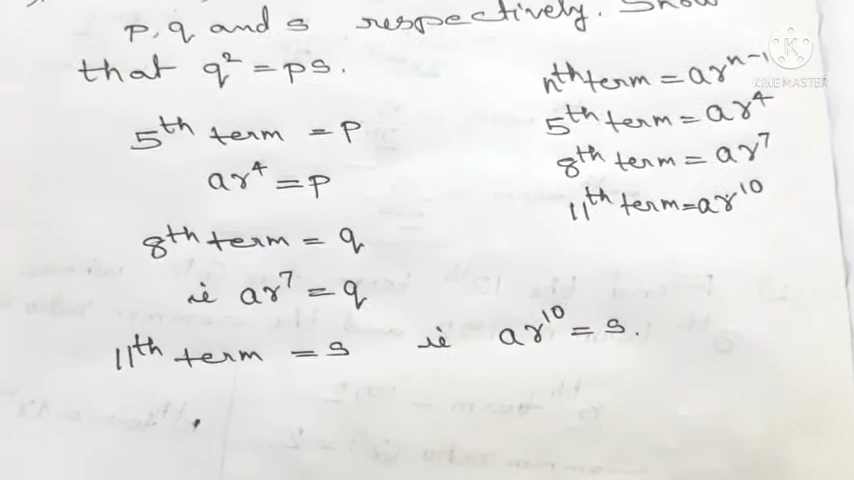 p, q and s respectively. Show
that q² = ps.
nth term = ar^n-1
5th term = p
5th term = ar⁴
ar⁴ = p
8th term = ar⁷
11th term = ar¹⁰
8th term = q
ie ar⁷ = q
11th term = s ie ar¹⁰ = s.
KINEMASTER